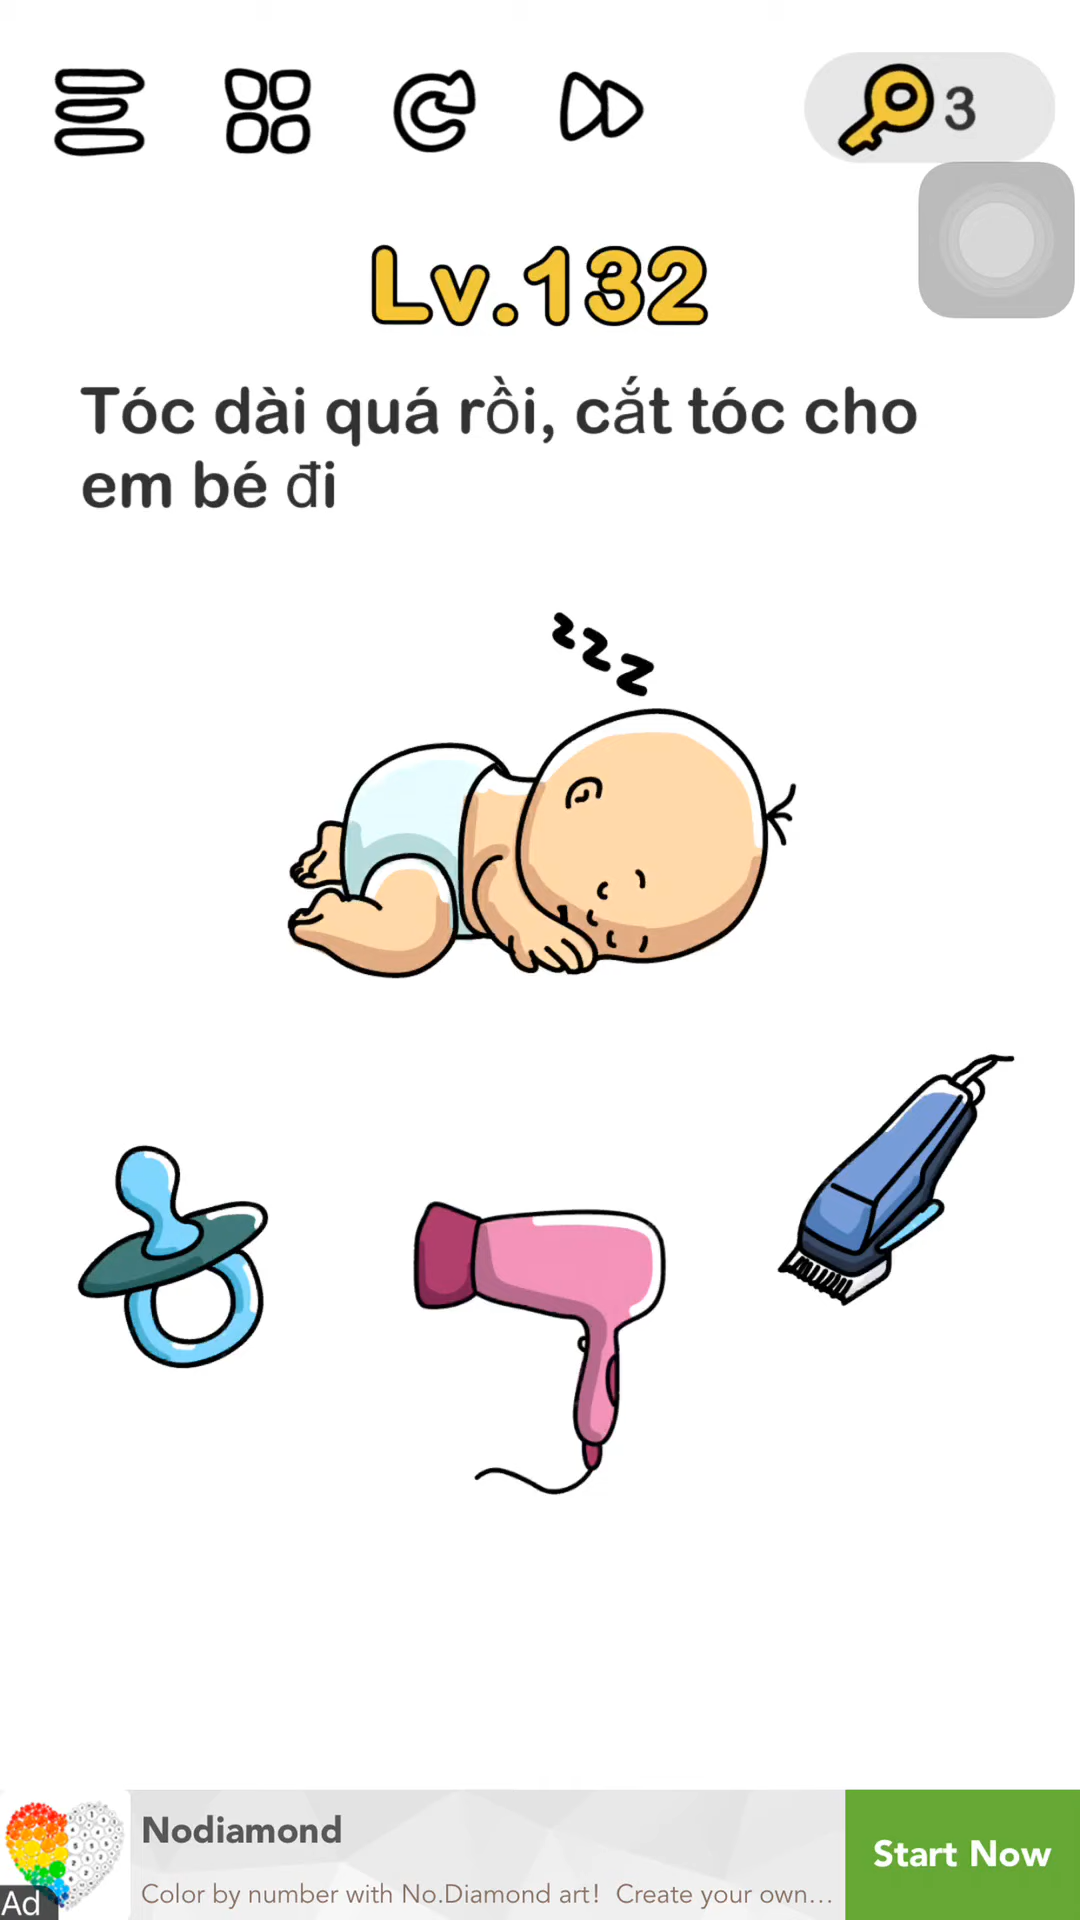 3
Lv.132
Tóc dài quá rồi, cắt tóc cho
em bé đi
zzz
Nodiamond
Color by number with No.Diamond art! Create your own...
Start Now
Ad